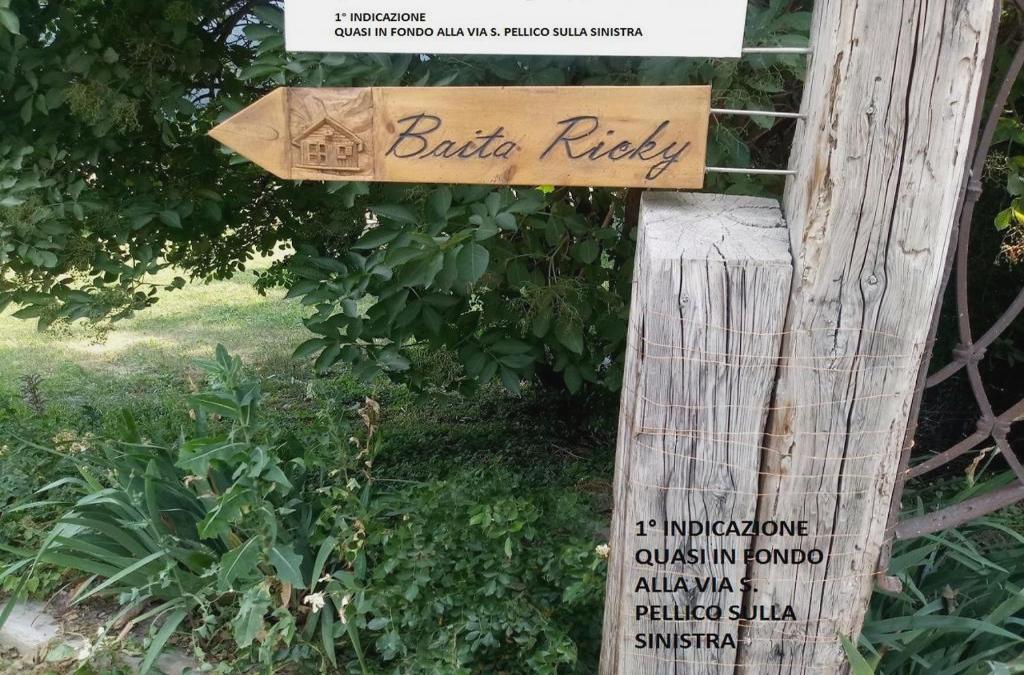 1° INDICAZIONE
QUASI IN FONDO ALLA VIA S. PELLICO SULLA SINISTRA
Baita Ricky
1° INDICAZIONE
QUASI IN FONDO
ALLA VIA S.
PELLICO SULLA
SINISTRA